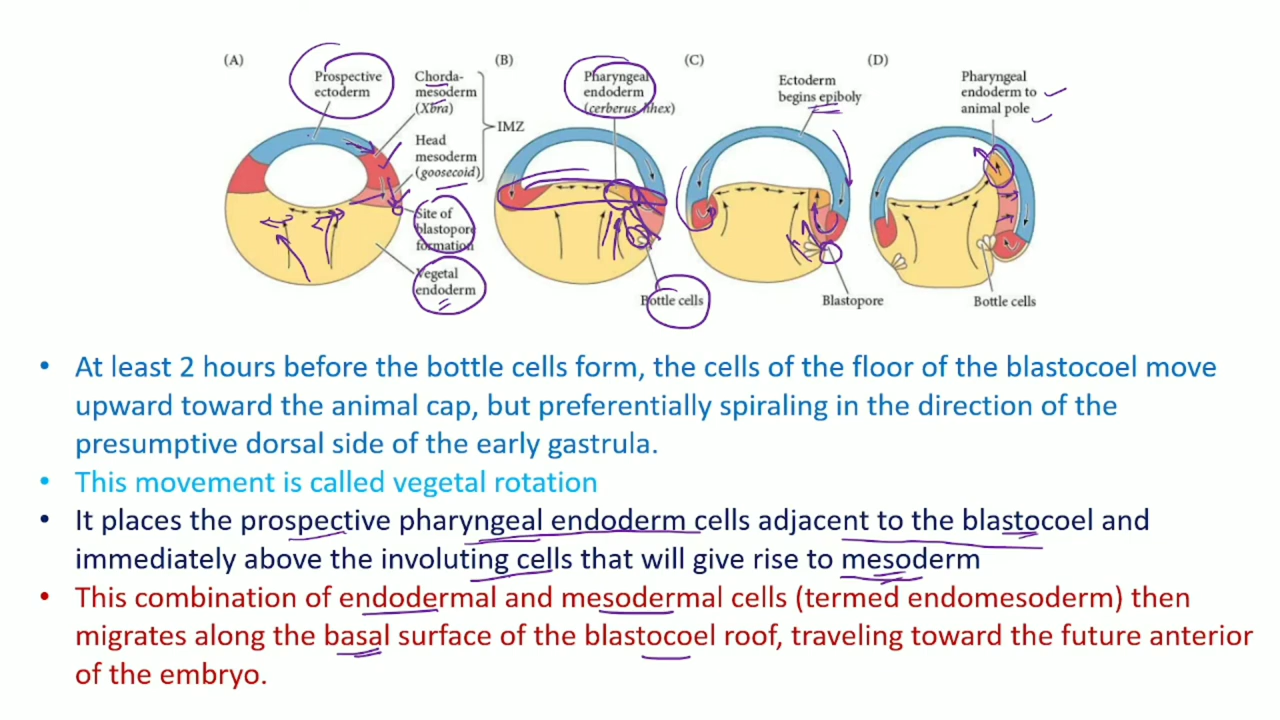 (A)
Prospective
ectoderm
Chorda-
mesoderm
(Xbra)
Head
mesoderm
(goosecoid)
IMZ
Site of
blastopore
formation
Vegetal
endoderm
(B)
Pharyngeal
endoderm
(cerberus, hhex)
Bottle cells
(C)
Ectoderm
begins epiboly
Blastopore
(D)
Pharyngeal
endoderm to
animal pole
Bottle cells
• At least 2 hours before the bottle cells form, the cells of the floor of the blastocoel move
upward toward the animal cap, but preferentially spiraling in the direction of the
presumptive dorsal side of the early gastrula.
• This movement is called vegetal rotation
• It places the prospective pharyngeal endoderm cells adjacent to the blastocoel and
immediately above the involuting cells that will give rise to mesoderm
• This combination of endodermal and mesodermal cells (termed endomesoderm) then
migrates along the basal surface of the blastocoel roof, traveling toward the future anterior
of the embryo.